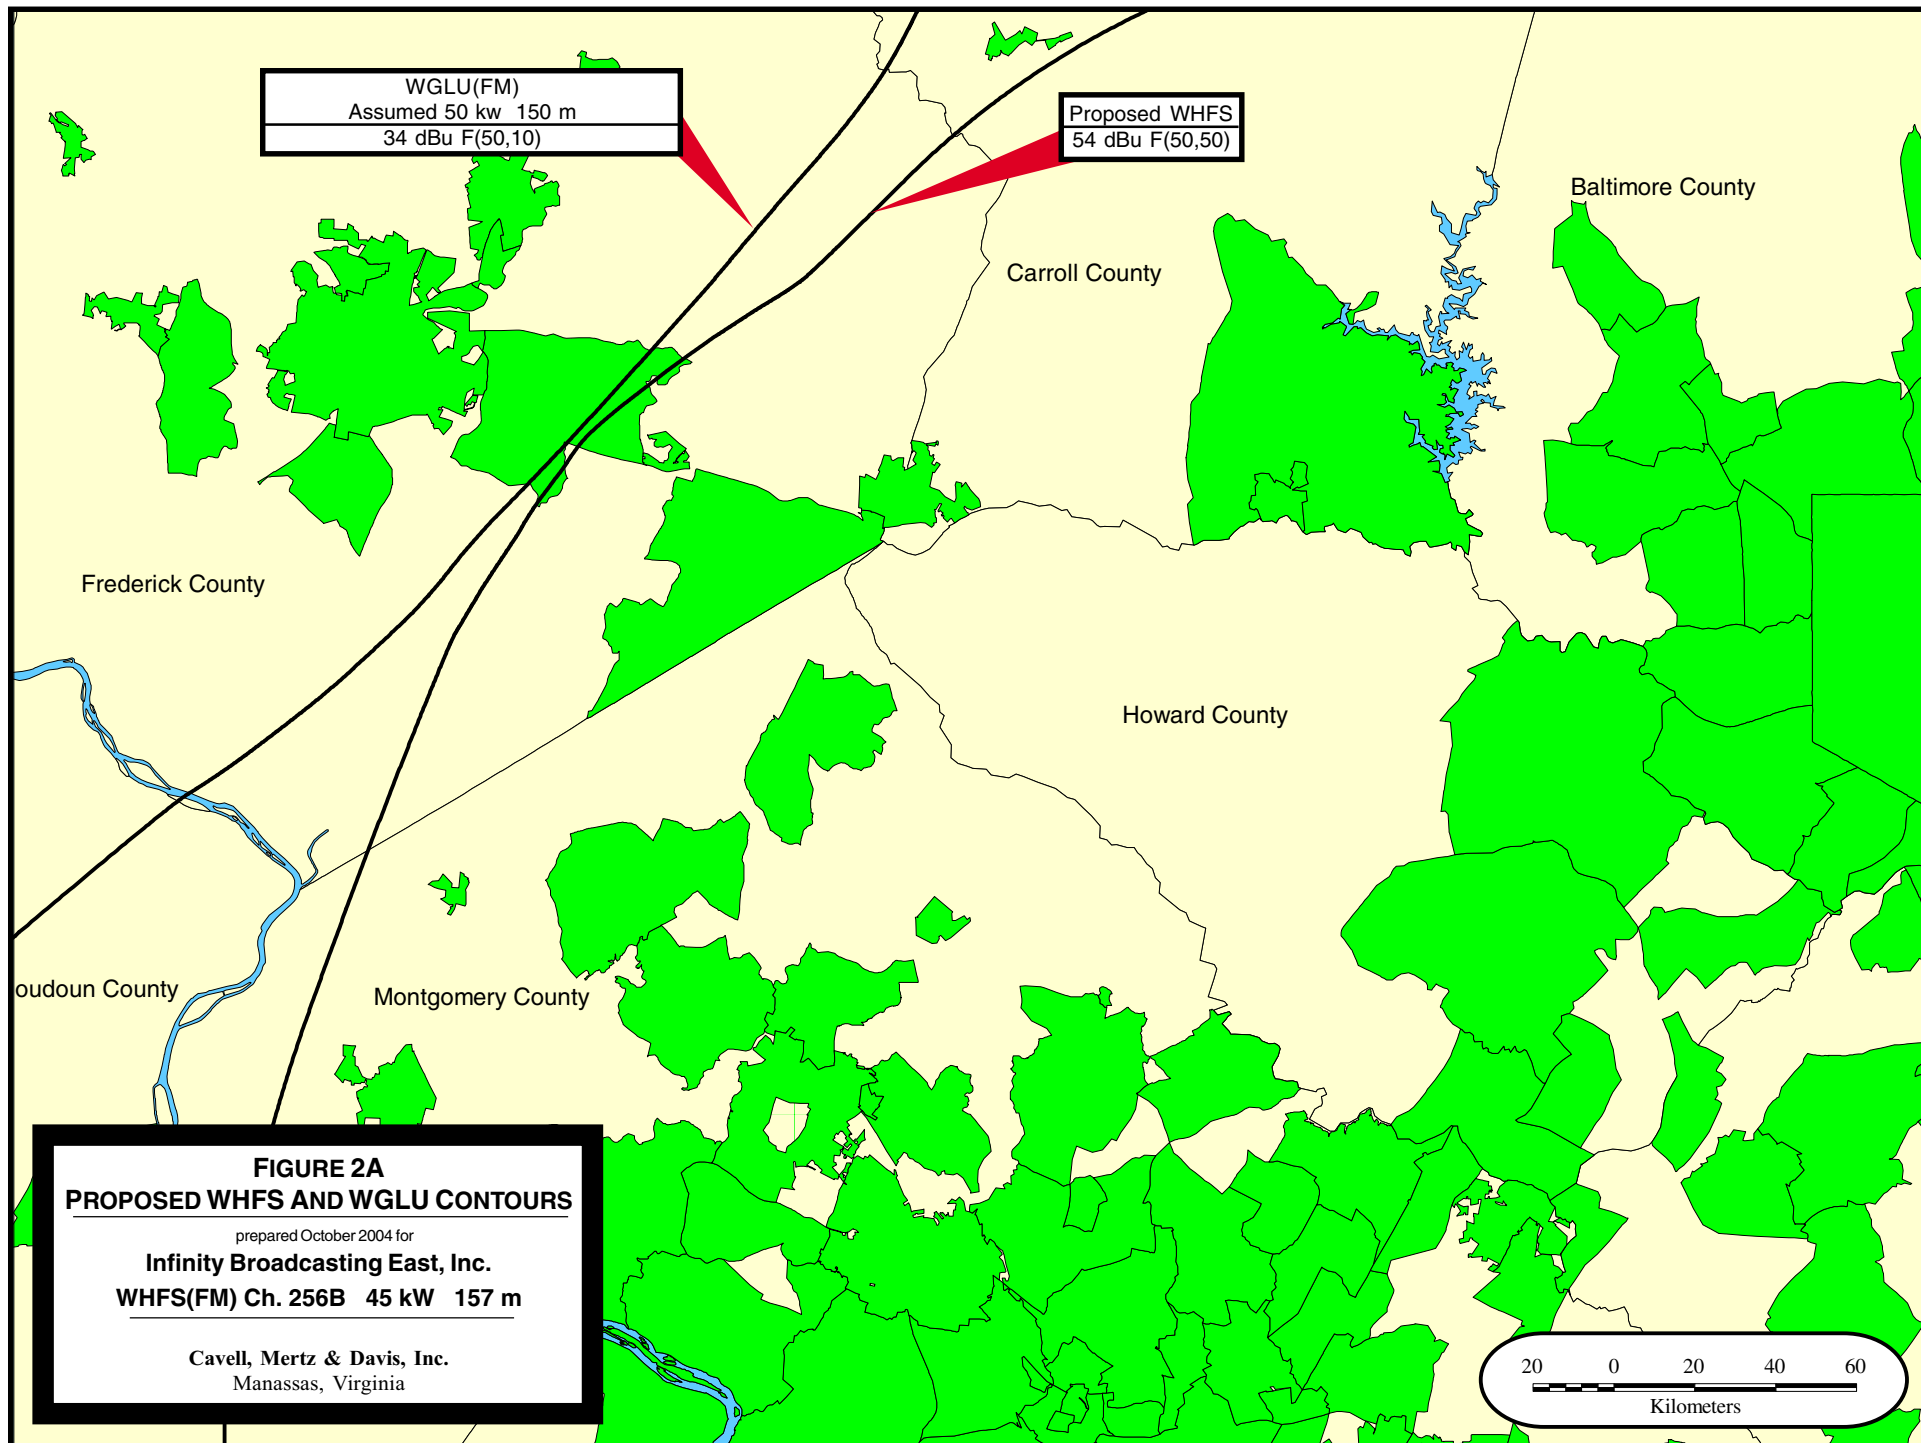 WGLU(FM)
Assumed 50 kw 150 m
34 dBu F(50,10)
Proposed WHFS
54 dBu F(50,50)
Baltimore County
Carroll County
Frederick County
Howard County
oudoun County
Montgomery County
FIGURE 2A
PROPOSED WHFS AND WGLU CONTOURS
prepared October 2004 for
Infinity Broadcasting East, Inc.
WHFS(FM) Ch. 256B 45 kW 157 m
Cavell, Mertz & Davis, Inc.
Manassas, Virginia
20 0 20 40 60
Kilometers